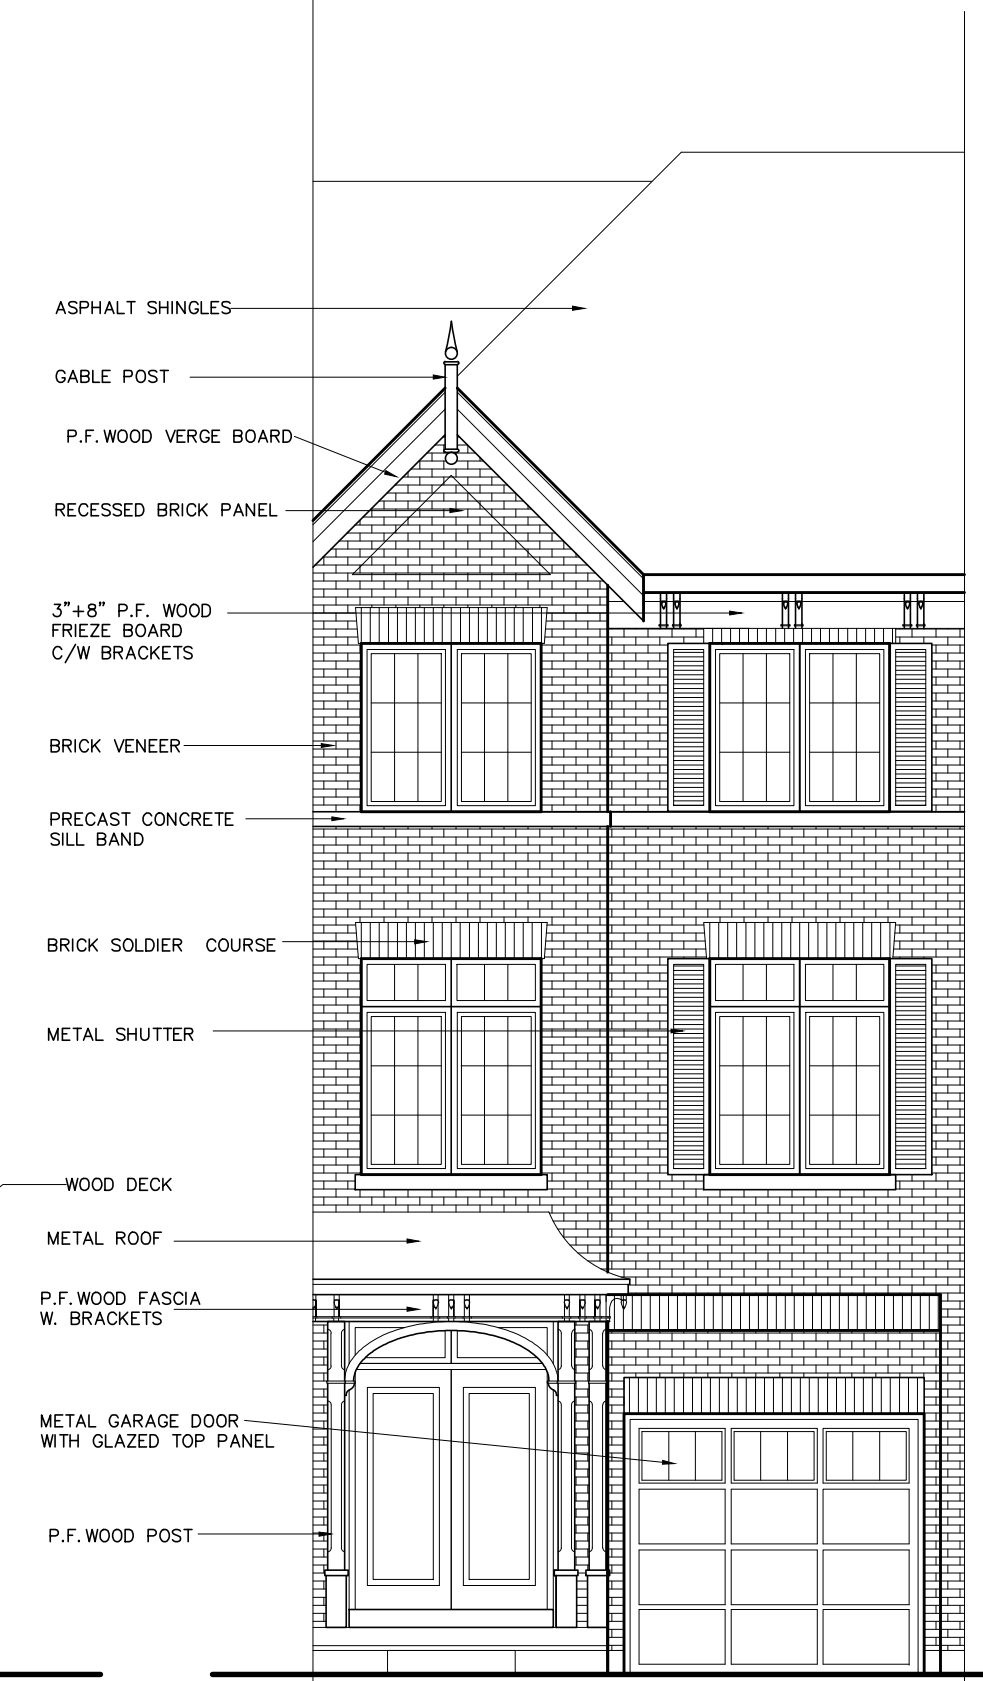 ASPHALT SHINGLES
GABLE POST
P.F. WOOD VERGE BOARD
RECESSED BRICK PANEL
3”+8” P.F. WOOD
FRIEZE BOARD
C/W BRACKETS
BRICK VENEER
PRECAST CONCRETE
SILL BAND
BRICK SOLDIER COURSE
METAL SHUTTER
WOOD DECK
METAL ROOF
P.F. WOOD FASCIA
W. BRACKETS
METAL GARAGE DOOR
WITH GLAZED TOP PANEL
P.F. WOOD POST